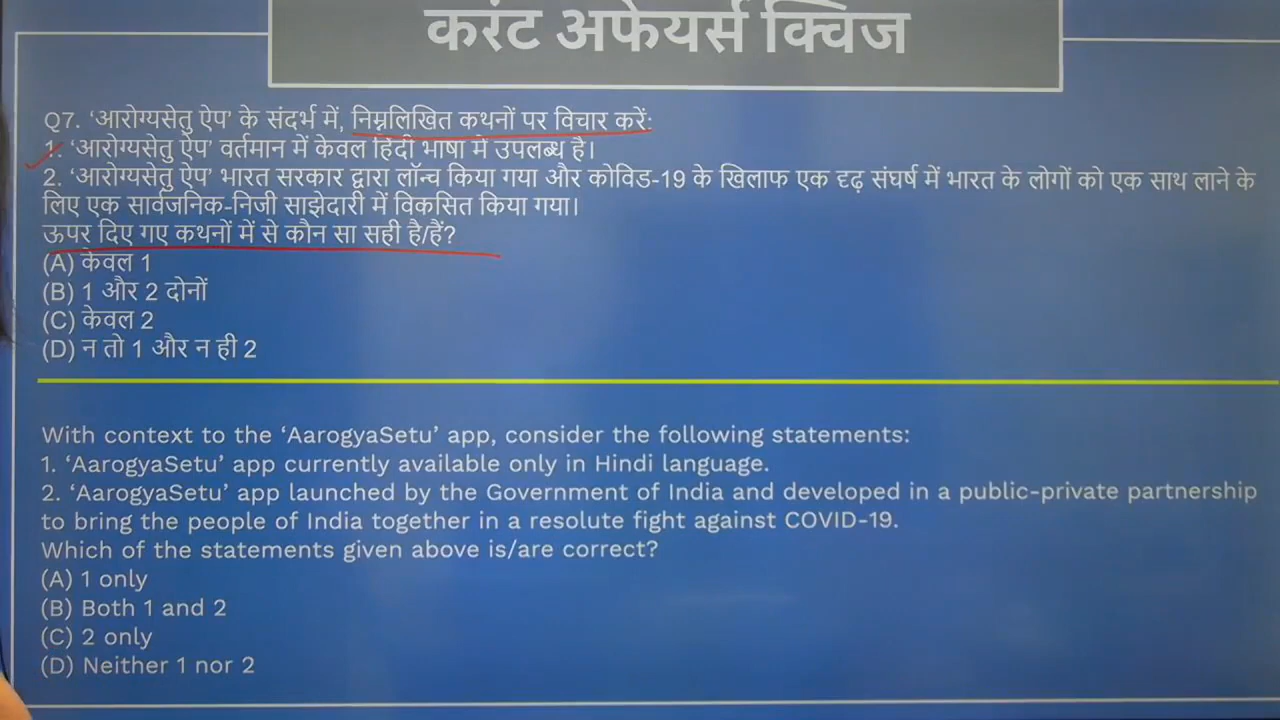 करंट अफेयर्स क्विज
Q7. ‘आरोग्यसेतु ऐप’ के संदर्भ में, निम्नलिखित कथनों पर विचार करें:
1. ‘आरोग्यसेतु ऐप’ वर्तमान में केवल हिंदी भाषा में उपलब्ध है।
2. ‘आरोग्यसेतु ऐप’ भारत सरकार द्वारा लॉन्च किया गया और कोविड-19 के खिलाफ एक दृढ़ संघर्ष में भारत के लोगों को एक साथ लाने के
लिए एक सार्वजनिक-निजी साझेदारी में विकसित किया गया।
ऊपर दिए गए कथनों में से कौन सा सही है/हैं?
(A) केवल 1
(B) 1 और 2 दोनों
(C) केवल 2
(D) न तो 1 और न ही 2
With context to the ‘AarogyaSetu’ app, consider the following statements:
1. ‘AarogyaSetu’ app currently available only in Hindi language.
2. ‘AarogyaSetu’ app launched by the Government of India and developed in a public-private partnership
to bring the people of India together in a resolute fight against COVID-19.
Which of the statements given above is/are correct?
(A) 1 only
(B) Both 1 and 2
(C) 2 only
(D) Neither 1 nor 2